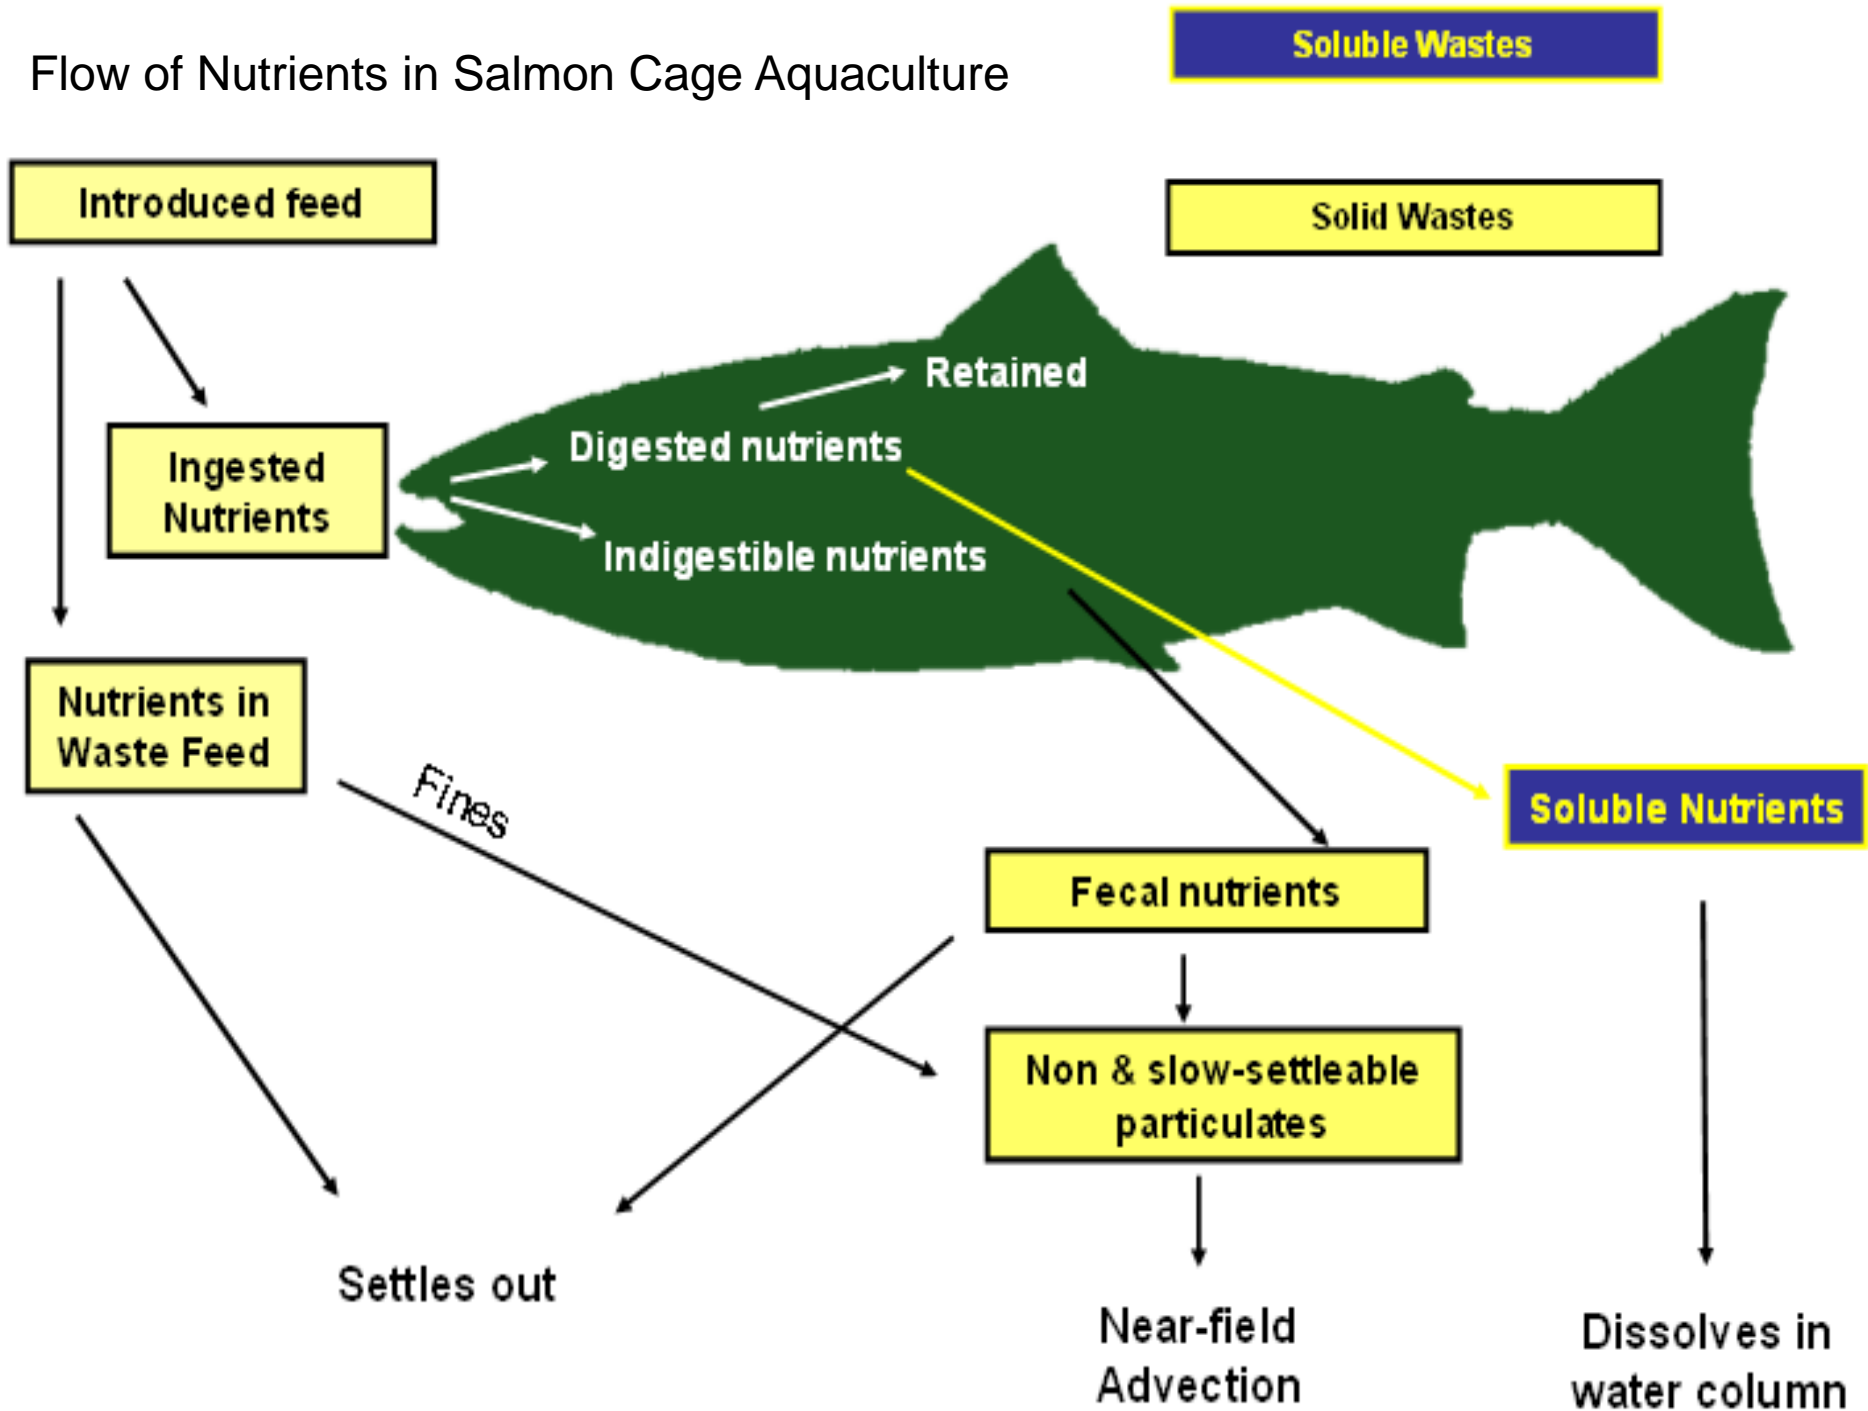 Flow of Nutrients in Salmon Cage Aquaculture
Soluble Wastes
Solid Wastes
Introduced feed
Retained
Digested nutrients
Ingested
Nutrients
Indigestible nutrients
Nutrients in
Waste Feed
Fines
Soluble Nutrients
Fecal nutrients
Non & slow-settleable
particulates
Settles out
Near-field
Advection
Dissolves in
water column